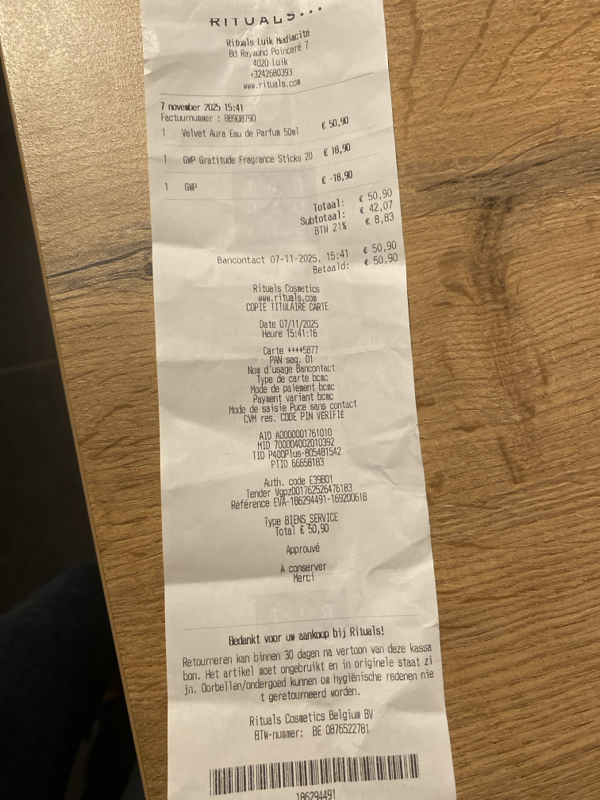 RITUALS...
Rituals Luik Mediacité
Bd Raymond Poincaré 7
4020 Luik
+3242680393
www.rituals.com
7 november 2025 15:41
Factuurnummer : 08908790
1 Velvet Aura Eau de Parfum 50ml € 50,90
1 GWP Gratitude Fragrance Sticks 20 € 18,90
1 GWP € -18,90
Totaal: € 50,90
Subtotaal: € 42,07
BTW 21% € 8,83
Bancontact 07-11-2025, 15:41 € 50,90
Betaald: € 50,90
Rituals Cosmetics
www.rituals.com
COPIE TITULAIRE CARTE
Date 07/11/2025
Heure 15:41:16
Carte ****5877
PAN seq. 01
Nom d'usage Bancontact
Type de carte bcmc
Mode de paiement bcmc
Payment variant bcmc
Mode de saisie Puce sans contact
CVM res. CODE PIN VERIFIE
AID A0000001761010
MID 700004002010392
TID P400Plus-805481542
PTID 66658183
Auth. code E39B01
Tender Vgpz001762526476183
Référence EVA-186294491-169200618
Type BIENS_SERVICE
Total € 50,90
Approuvé
A conserver
Merci
Bedankt voor uw aankoop bij Rituals!
Retourneren kan binnen 30 dagen na vertoon van deze kassa
bon. Het artikel moet ongebruikt en in originele staat zi
jn. Oorbellen/ondergoed kunnen om hygiënische redenen nie
t geretourneerd worden.
Rituals Cosmetics Belgium BV
BTW-nummer: BE 0876522781
186294491